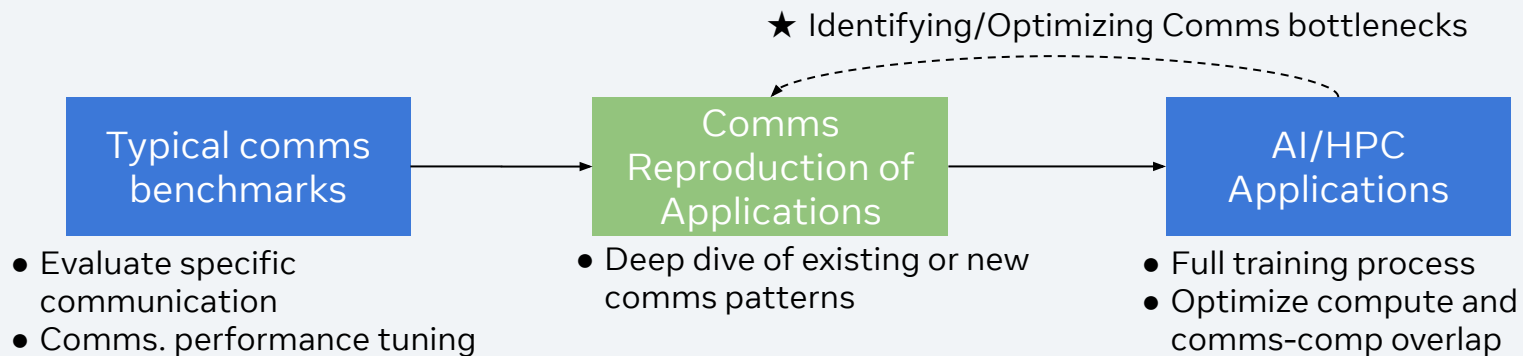 ★ Identifying/Optimizing Comms bottlenecks
Typical comms
benchmarks
Comms
Reproduction of
Applications
AI/HPC
Applications
● Evaluate specific
communication
● Comms. performance tuning
● Deep dive of existing or new
comms patterns
● Full training process
● Optimize compute and
comms-comp overlap